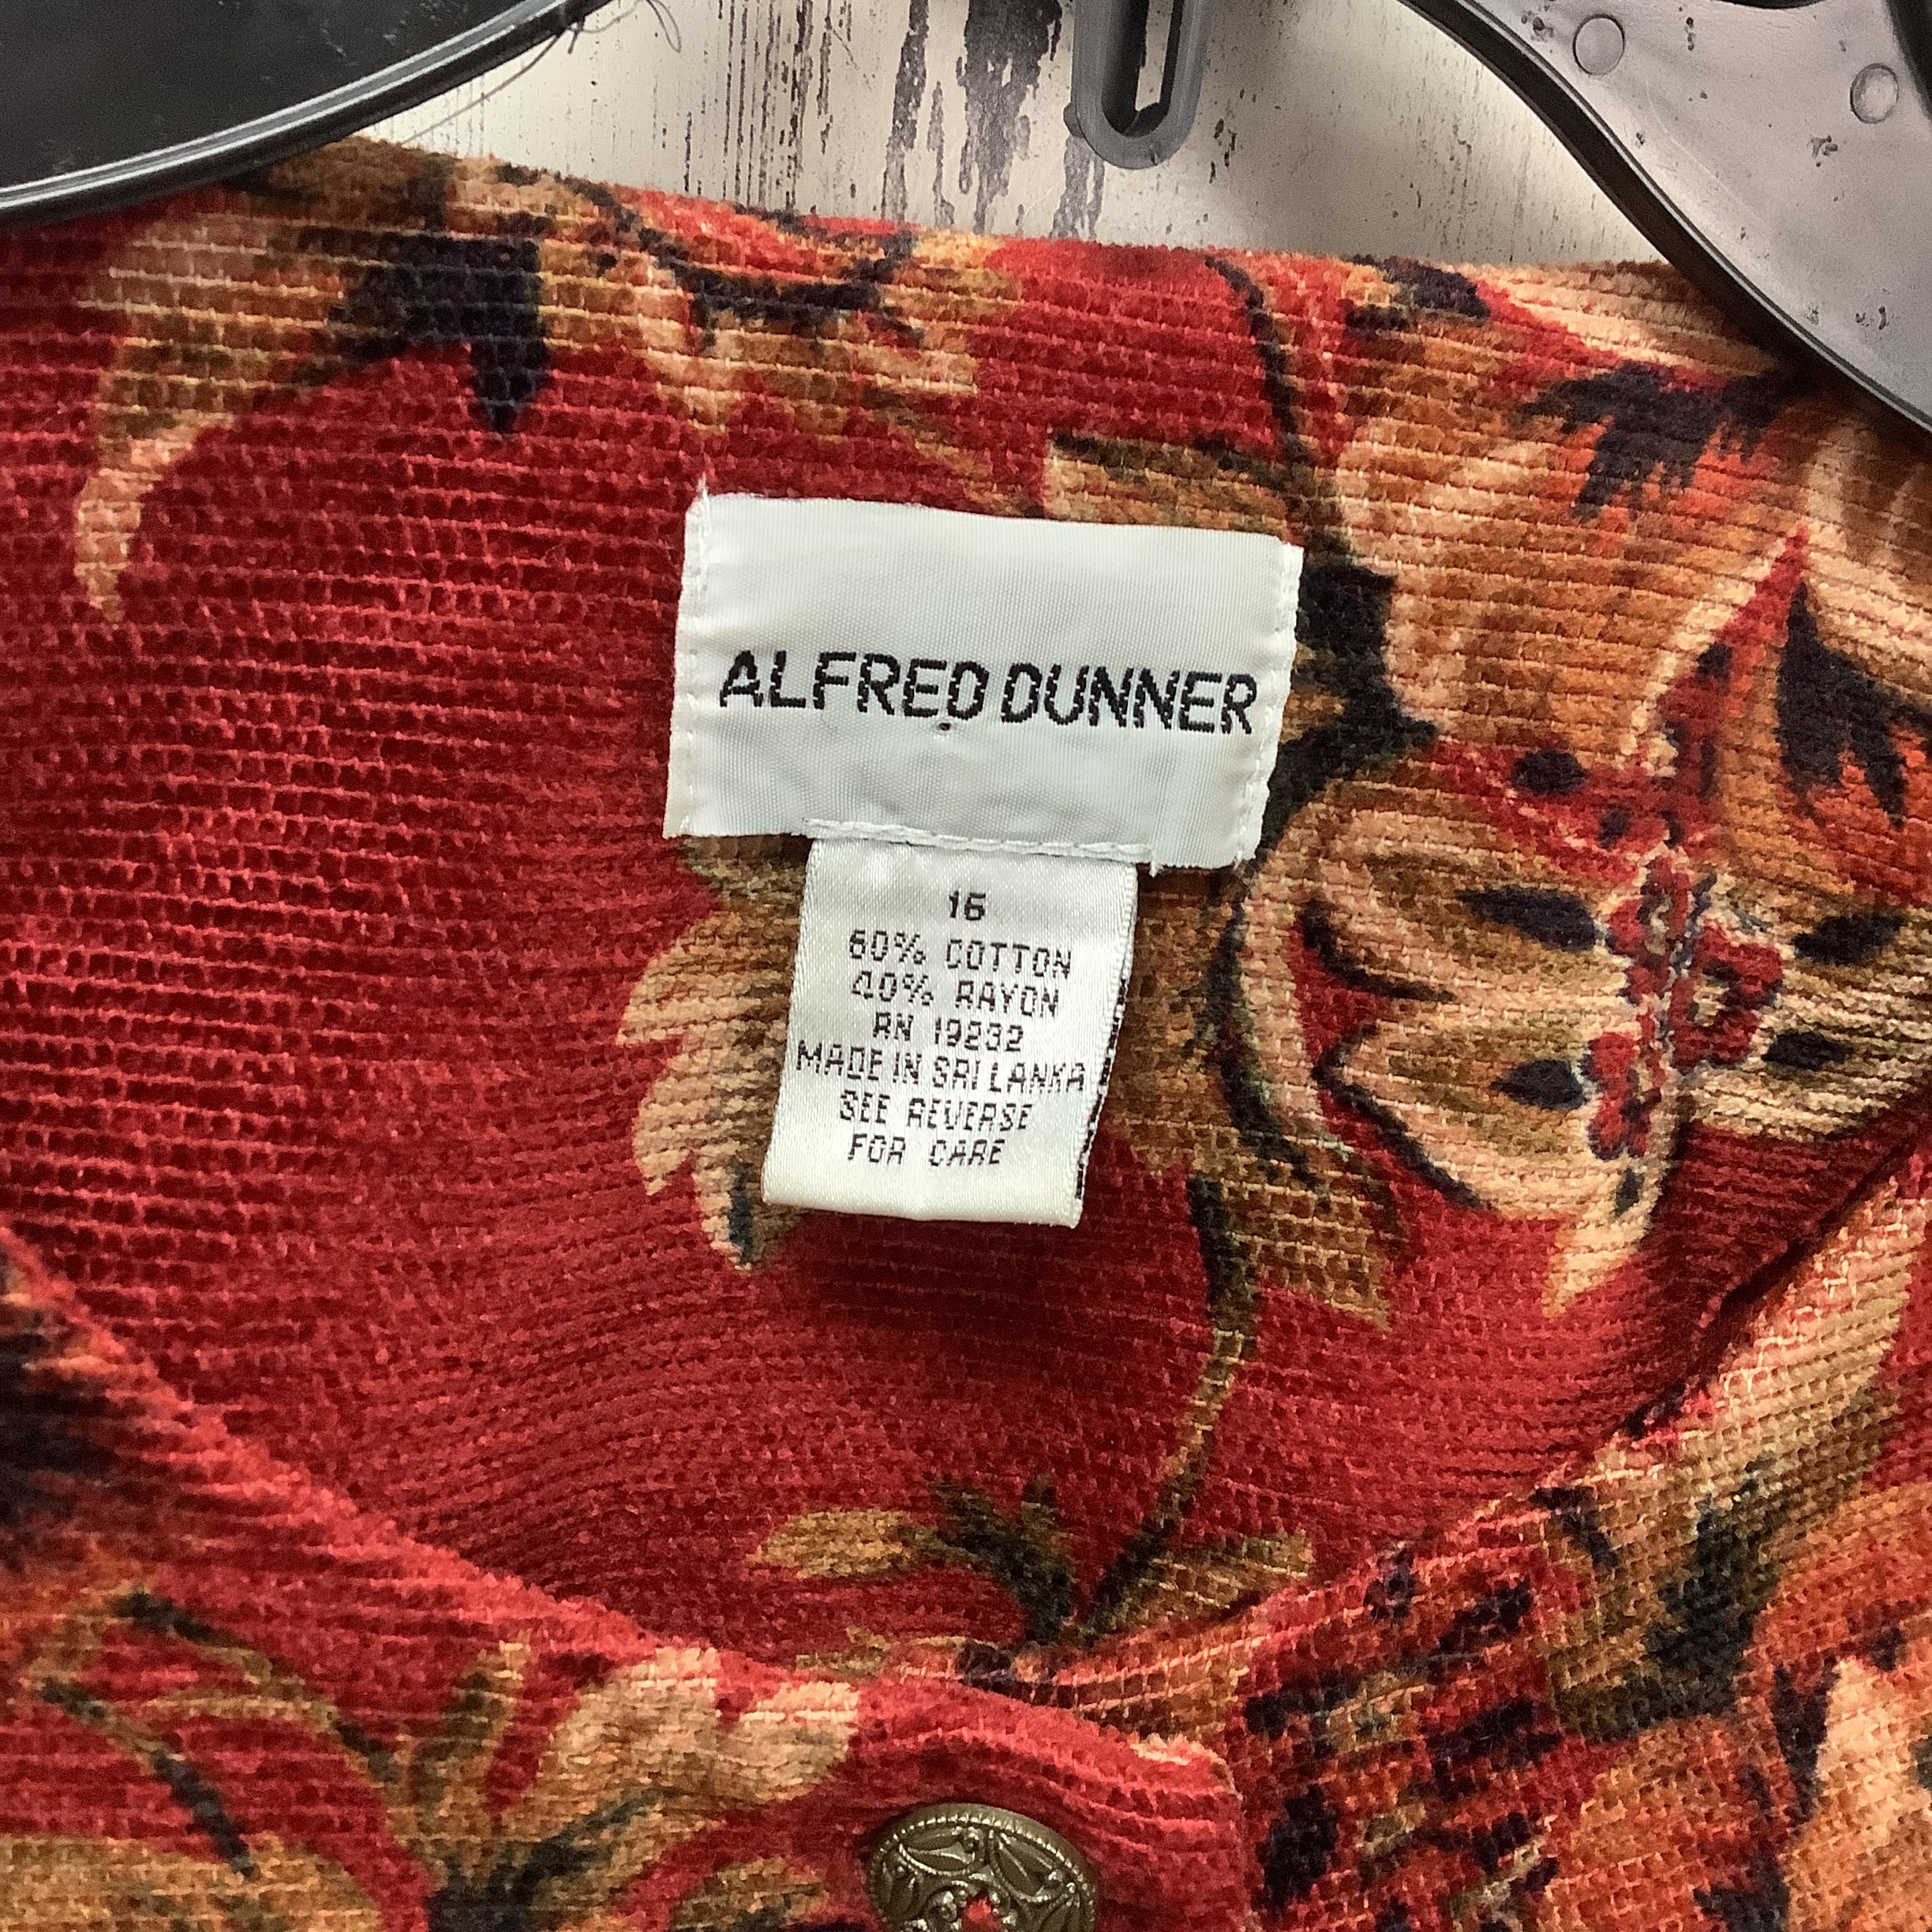 ALFRED DUNNER
16
60% COTTON
40% RAYON
RN 19232
MADE IN SRI LANKA
SEE REVERSE
FOR CARE